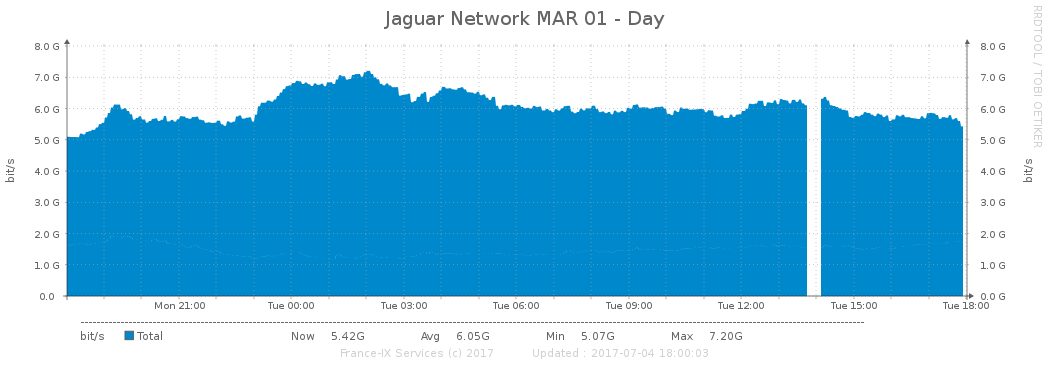 Jaguar Network MAR 01 - Day
RRDTOOL / TOBI OETIKER
bit/s
8.0 G 8.0 G
7.0 G 7.0 G
6.0 G 6.0 G
5.0 G 5.0 G
4.0 G 4.0 G
3.0 G 3.0 G
2.0 G 2.0 G
1.0 G 1.0 G
0.0 0.0 G
bit/s
Mon 21:00 Tue 00:00 Tue 03:00 Tue 06:00 Tue 09:00 Tue 12:00 Tue 15:00 Tue 18:00
bit/s Total Now 5.42G Avg 6.05G Min 5.07G Max 7.20G
France-IX Services (c) 2017 Updated : 2017-07-04 18:00:03